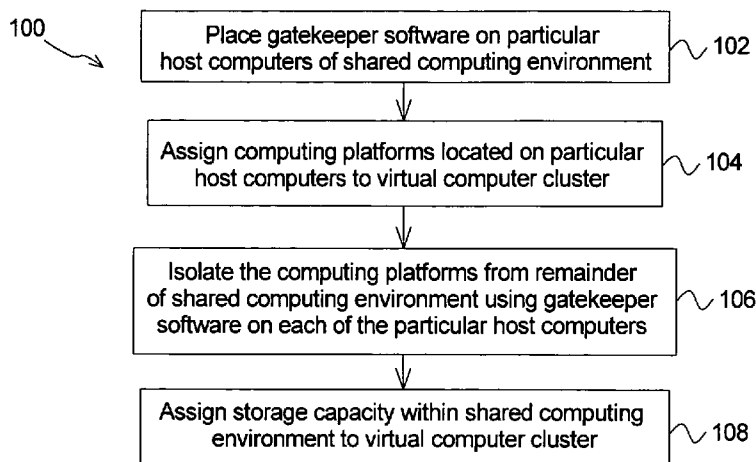 100
Place gatekeeper software on particular
host computers of shared computing environment
102
Assign computing platforms located on particular
host computers to virtual computer cluster
104
Isolate the computing platforms from remainder
of shared computing environment using gatekeeper
software on each of the particular host computers
106
Assign storage capacity within shared computing
environment to virtual computer cluster
108